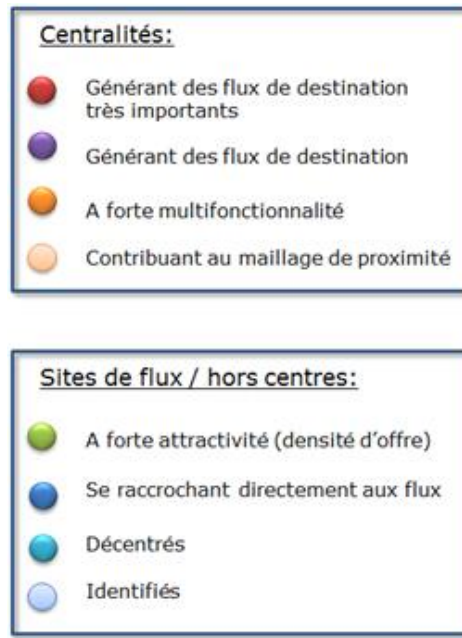 Centralités:
Générant des flux de destination
très importants
Générant des flux de destination
A forte multifonctionnalité
Contribuant au maillage de proximité
Sites de flux / hors centres:
A forte attractivité (densité d'offre)
Se raccrochant directement aux flux
Décentrés
Identifiés